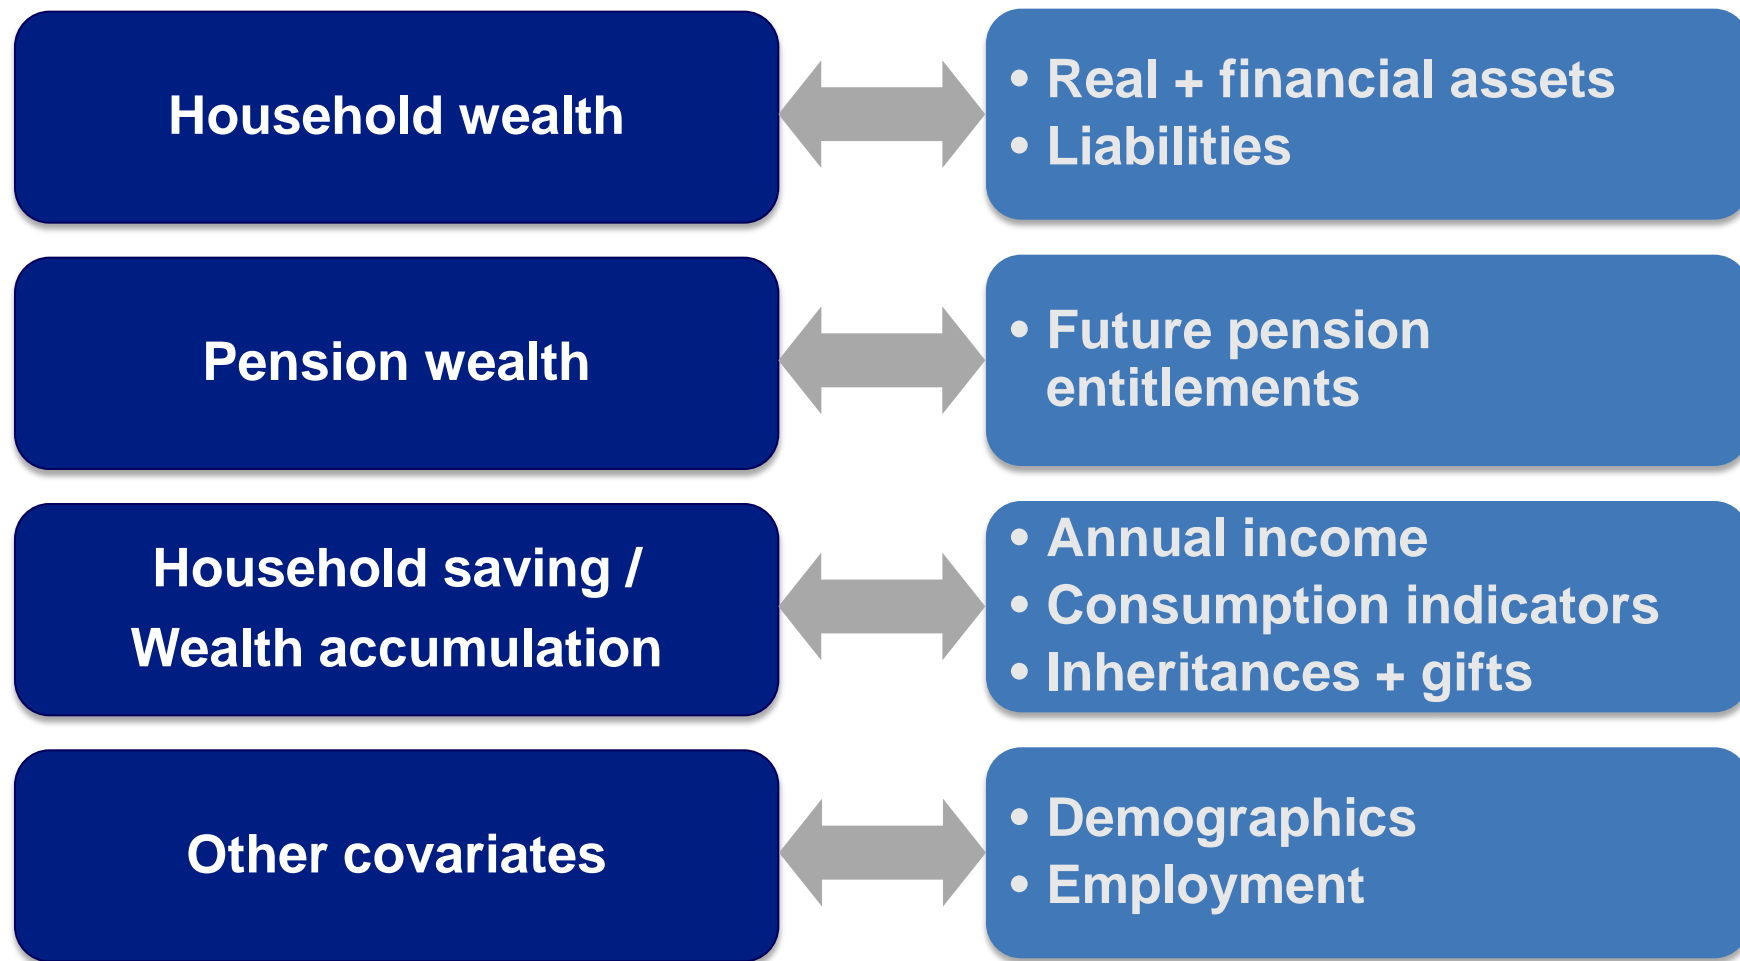 Household wealth
• Real + financial assets
• Liabilities
Pension wealth
• Future pension
entitlements
Household saving /
Wealth accumulation
• Annual income
• Consumption indicators
• Inheritances + gifts
Other covariates
• Demographics
• Employment